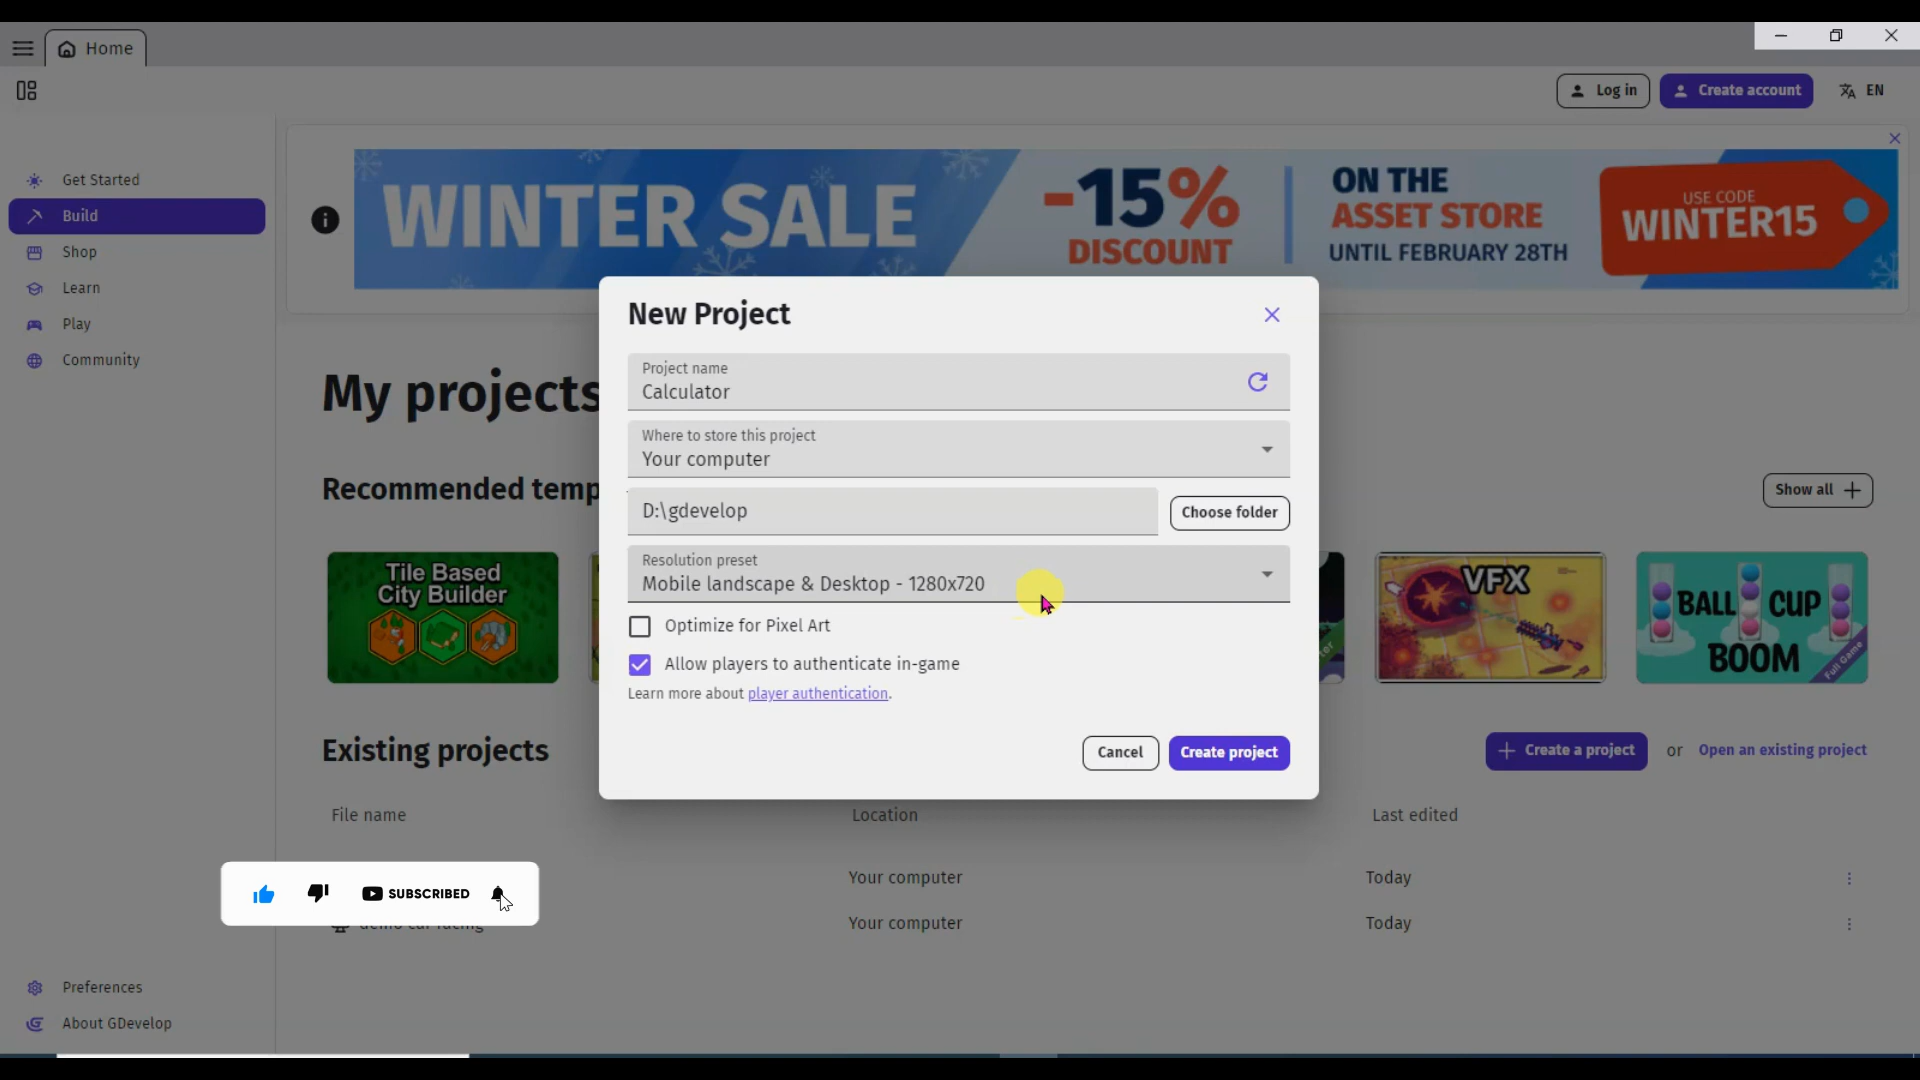 Home
Log in
Create account
EN
Get Started
Build
Shop
Learn
Play
Community
WINTER SALE
-15%
DISCOUNT
ON THE
ASSET STORE
UNTIL FEBRUARY 28TH
USE CODE
WINTER15
My projects
New Project
Project name
Calculator
Where to store this project
Your computer
D:\gdevelop
Choose folder
Resolution preset
Mobile landscape & Desktop - 1280x720
Optimize for Pixel Art
Allow players to authenticate in-game
Learn more about player authentication.
Cancel
Create project
Recommended
Show all
Tile Based
City Builder
VFX
BALL CUP
BOOM
Full Game
Existing projects
Create a project
or
Open an existing project
File name
Location
Last edited
Your computer
Today
SUBSCRIBED
Your computer
Today
Preferences
About GDevelop